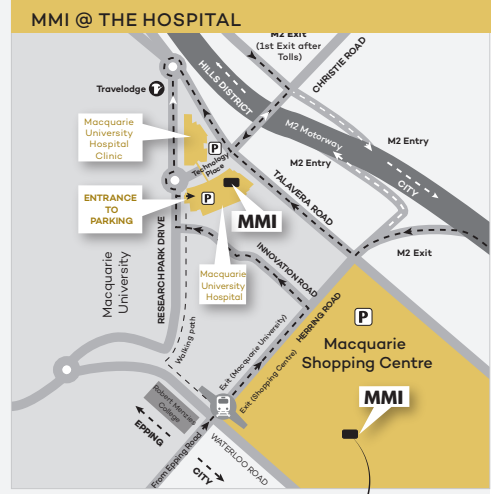 MMI @ THE HOSPITAL
M2 Exit
(1st Exit after
Tolls)
CHRISTIE ROAD
HILLS DISTRICT
Travelodge
M2 Motorway
M2 Entry
Macquarie
University
Hospital
Clinic
P
Technology
Place
M2 Entry
CITY
TALAVERA ROAD
ENTRANCE
TO
PARKING
P
MMI
M2 Exit
RESEARCH PARK DRIVE
INNOVATION ROAD
Macquarie
University
Macquarie
University
Hospital
HERRING ROAD
P
Macquarie
Shopping Centre
Walking path
Exit (Macquarie University)
Exit (Shopping Centre)
MMI
Robert Menzies
College
EPPING
From Epping Road
CITY
WATERLOO ROAD